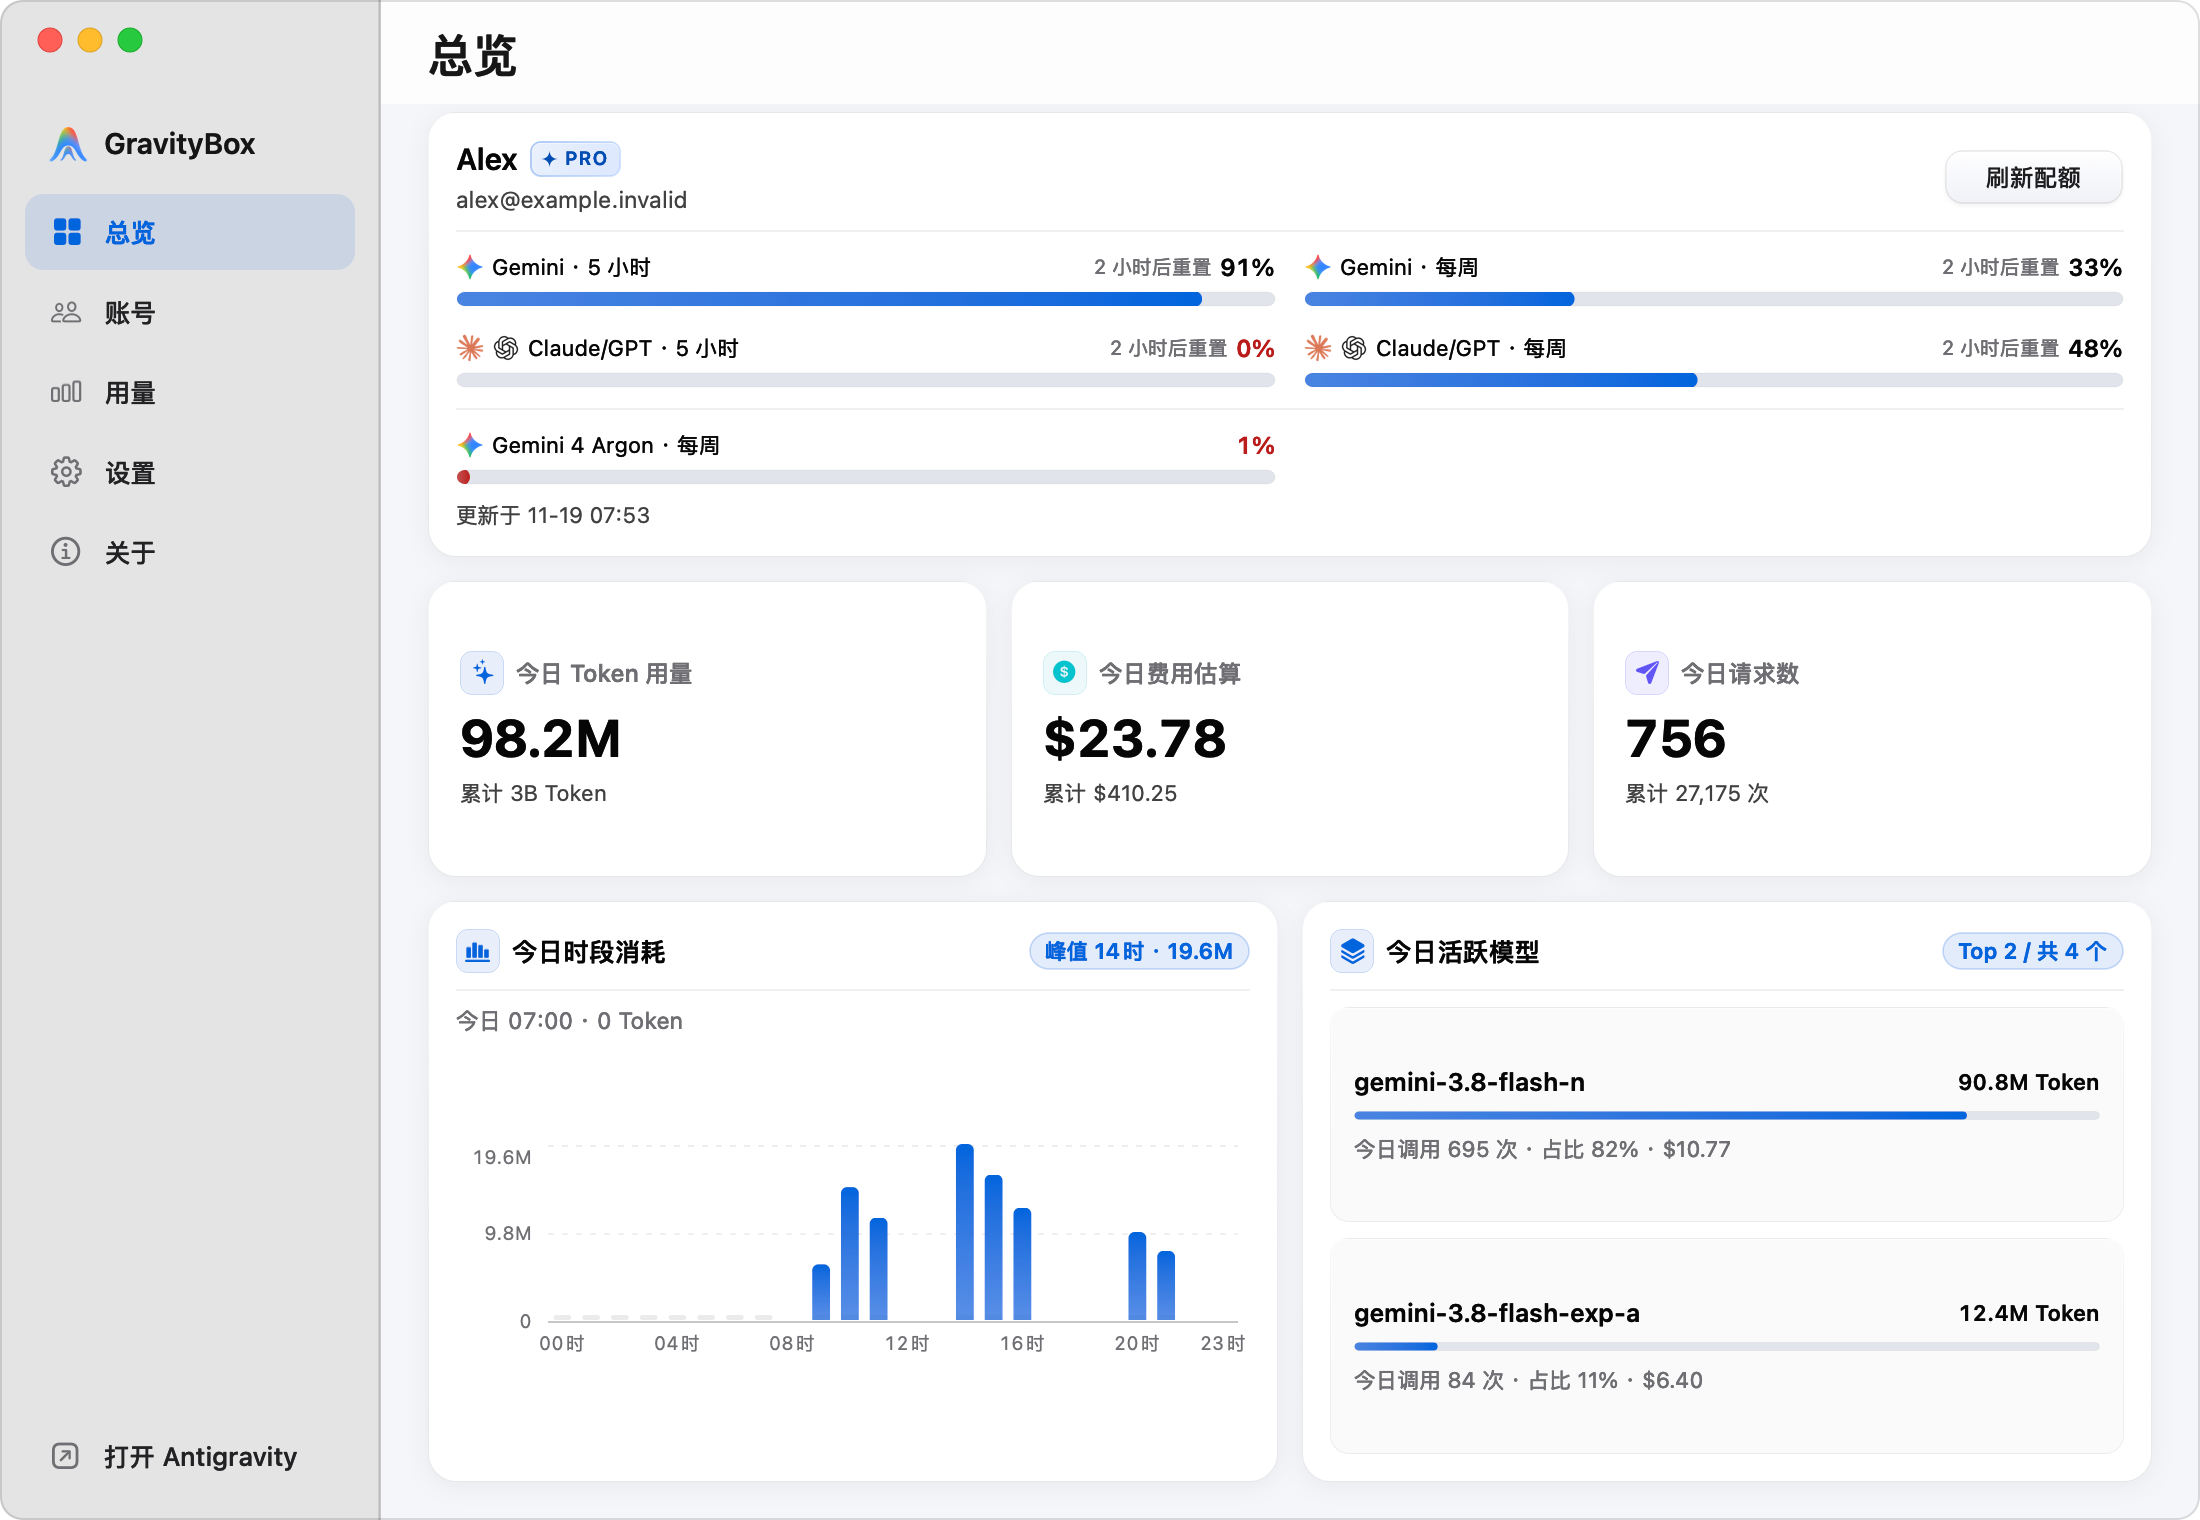 总览
GravityBox
总览
账号
用量
设置
关于
打开 Antigravity
Alex
PRO
alex@example.invalid
刷新配额
Gemini · 5 小时
2 小时后重置 91%
Gemini · 每周
2 小时后重置 33%
Claude/GPT · 5 小时
2 小时后重置 0%
Claude/GPT · 每周
2 小时后重置 48%
Gemini 4 Argon · 每周
1%
更新于 11-19 07:53
今日 Token 用量
98.2M
累计 3B Token
今日费用估算
$23.78
累计 $410.25
今日请求数
756
累计 27,175 次
今日时段消耗
峰值 14时 · 19.6M
今日 07:00 · 0 Token
19.6M
9.8M
0
00时 04时 08时 12时 16时 20时 23时
今日活跃模型
Top 2 / 共 4 个
gemini-3.8-flash-n
90.8M Token
今日调用 695 次 · 占比 82% · $10.77
gemini-3.8-flash-exp-a
12.4M Token
今日调用 84 次 · 占比 11% · $6.40